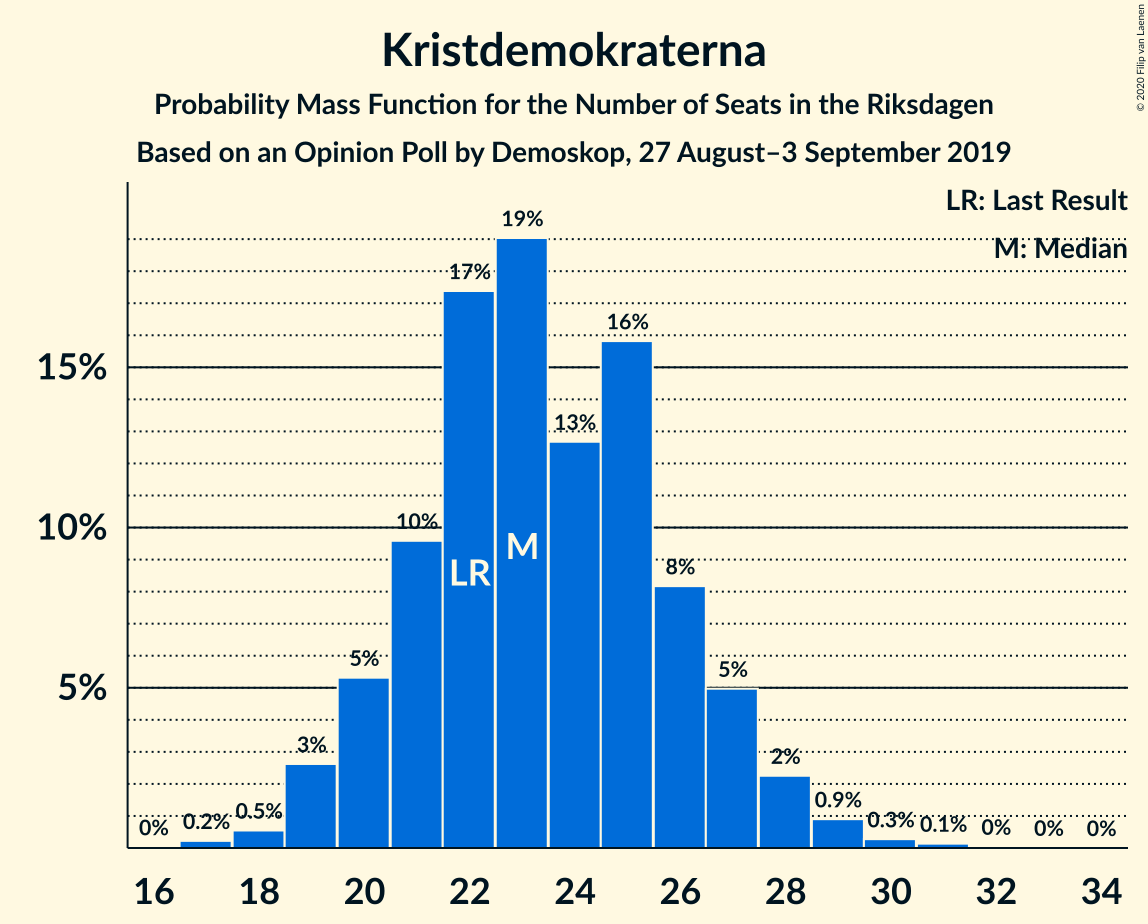 Kristdemokraterna
Probability Mass Function for the Number of Seats in the Riksdagen
Based on an Opinion Poll by Demoskop, 27 August–3 September 2019
© 2020 Filip van Laenen
LR: Last Result
M: Median
15%
10%
5%
0%
0.2%
0.5%
3%
5%
10%
17%
19%
13%
16%
8%
5%
2%
0.9%
0.3%
0.1%
0%
0%
0%
LR
M
16 18 20 22 24 26 28 30 32 34